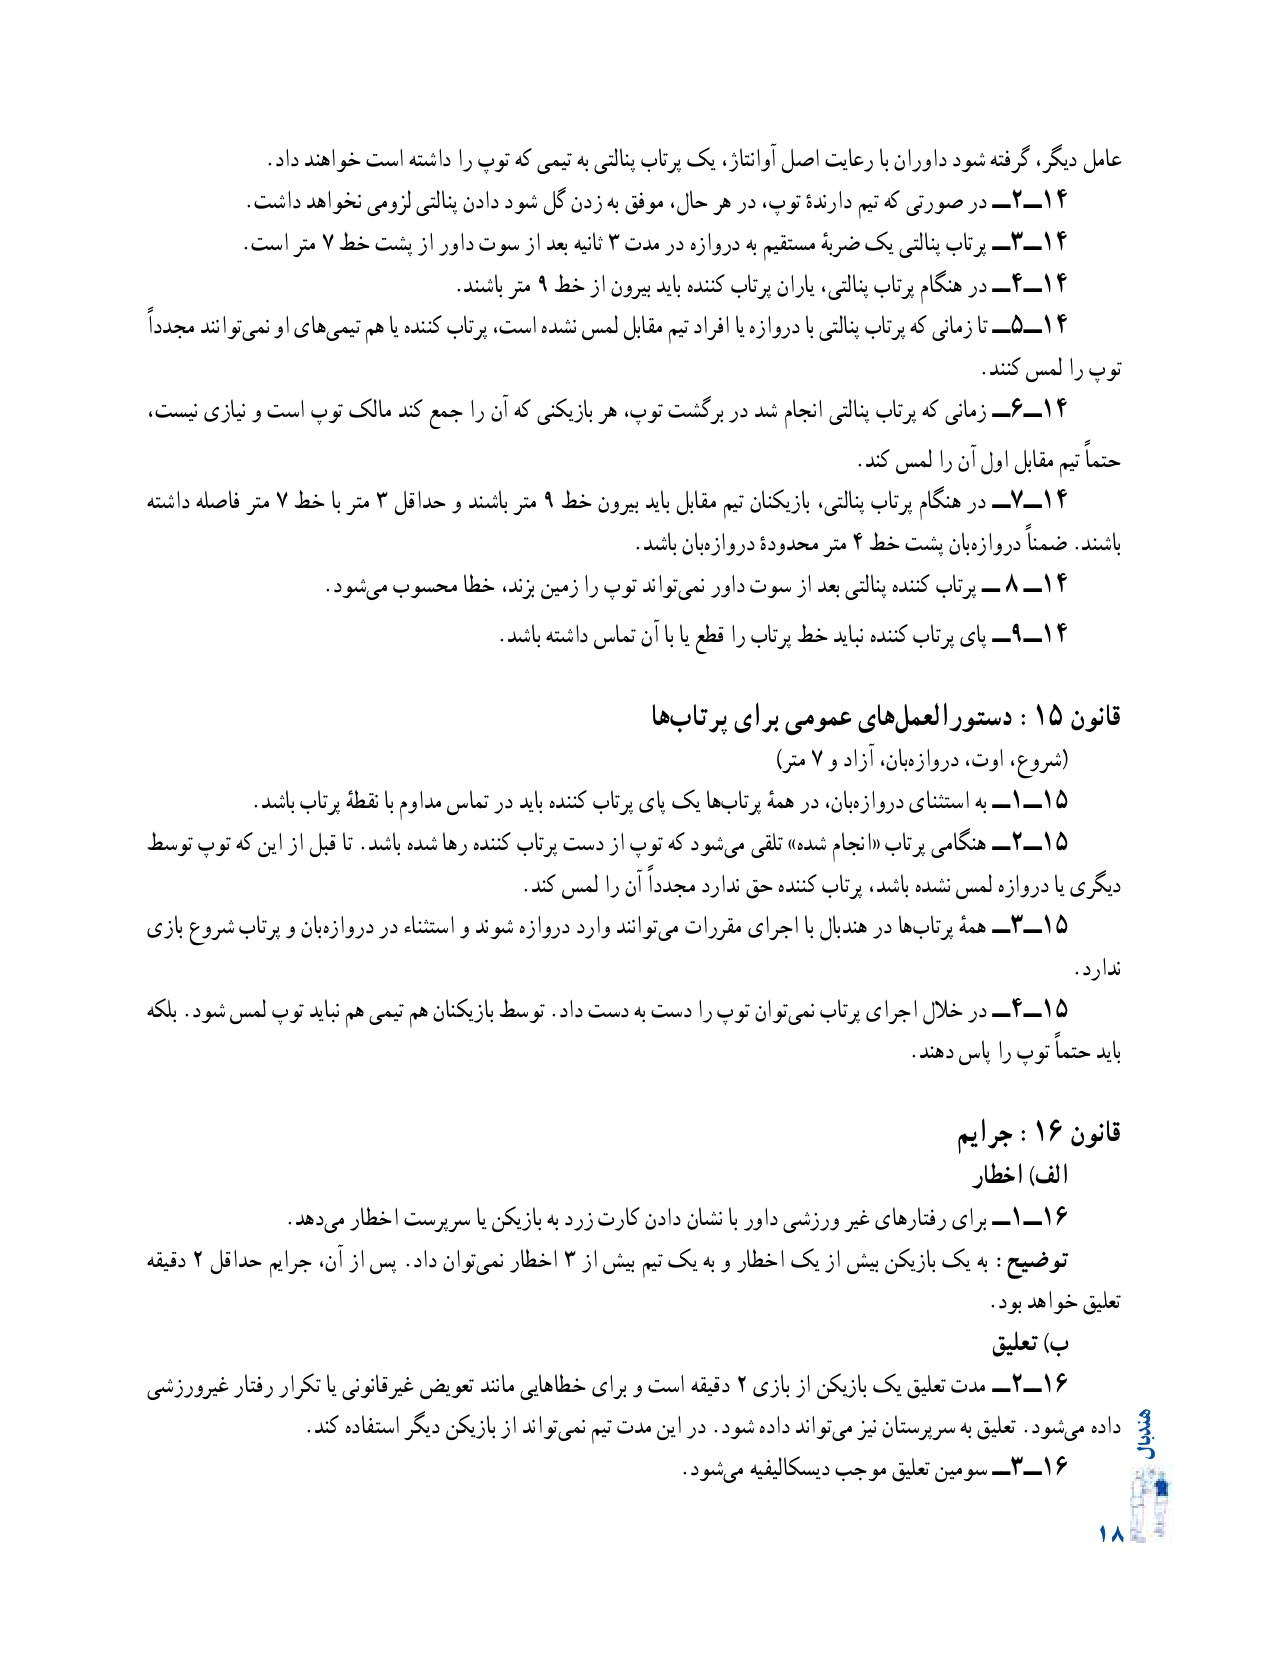 عامل دیگر، گرفته شود داوران با رعایت اصل آوانتاژ، یک پرتاب پنالتی به تیمی که توپ را داشته است خواهند داد.
۱۴ــ۲ــ در صورتی که تیم دارندهٔ توپ، در هر حال، موفق به زدن گل شود دادن پنالتی لزومی نخواهد داشت.
۱۴ــ۳ــ پرتاب پنالتی یک ضربهٔ مستقیم به دروازه در مدت ۳ ثانیه بعد از سوت داور از پشت خط ۷ متر است.
۱۴ــ۴ــ در هنگام پرتاب پنالتی، یاران پرتاب کننده باید بیرون از خط ۹ متر باشند.
۱۴ــ۵ــ تا زمانی که پرتاب پنالتی با دروازه یا افراد تیم مقابل لمس نشده است، پرتاب کننده یا هم تیمی‌های او نمی‌توانند مجدداً
توپ را لمس کنند.
۱۴ــ۶ــ زمانی که پرتاب پنالتی انجام شد در برگشت توپ، هر بازیکنی که آن را جمع کند مالک توپ است و نیازی نیست،
حتماً تیم مقابل اول آن را لمس کند.
۱۴ــ۷ــ در هنگام پرتاب پنالتی، بازیکنان تیم مقابل باید بیرون خط ۹ متر باشند و حداقل ۳ متر با خط ۷ متر فاصله داشته
باشند. ضمناً دروازه‌بان پشت خط ۴ متر محدودهٔ دروازه‌بان باشد.
۱۴ــ ۸ ــ پرتاب کننده پنالتی بعد از سوت داور نمی‌تواند توپ را زمین بزند، خطا محسوب می‌شود.
۱۴ــ۹ــ پای پرتاب کننده نباید خط پرتاب را قطع یا با آن تماس داشته باشد.
قانون ۱۵ : دستورالعمل‌های عمومی برای پرتاب‌ها
(شروع، اوت، دروازه‌بان، آزاد و ۷ متر)
۱۵ــ۱ــ به استثنای دروازه‌بان، در همهٔ پرتاب‌ها یک پای پرتاب کننده باید در تماس مداوم با نقطهٔ پرتاب باشد.
۱۵ــ۲ــ هنگامی پرتاب «انجام شده» تلقی می‌شود که توپ از دست پرتاب کننده رها شده باشد. تا قبل از این که توپ توسط
دیگری یا دروازه لمس نشده باشد، پرتاب کننده حق ندارد مجدداً آن را لمس کند.
۱۵ــ۳ــ همهٔ پرتاب‌ها در هندبال با اجرای مقررات می‌توانند وارد دروازه شوند و استثناء در دروازه‌بان و پرتاب شروع بازی
ندارد.
۱۵ــ۴ــ در خلال اجرای پرتاب نمی‌توان توپ را دست به دست داد. توسط بازیکنان هم تیمی هم نباید توپ لمس شود. بلکه
باید حتماً توپ را پاس دهند.
قانون ۱۶ : جرایم
الف) اخطار
۱۶ــ۱ــ برای رفتارهای غیر ورزشی داور با نشان دادن کارت زرد به بازیکن یا سرپرست اخطار می‌دهد.
توضیح : به یک بازیکن بیش از یک اخطار و به یک تیم بیش از ۳ اخطار نمی‌توان داد. پس از آن، جرایم حداقل ۲ دقیقه
تعلیق خواهد بود.
ب) تعلیق
۱۶ــ۲ــ مدت تعلیق یک بازیکن از بازی ۲ دقیقه است و برای خطاهایی مانند تعویض غیرقانونی یا تکرار رفتار غیرورزشی
داده می‌شود. تعلیق به سرپرستان نیز می‌تواند داده شود. در این مدت تیم نمی‌تواند از بازیکن دیگر استفاده کند.
۱۶ــ۳ــ سومین تعلیق موجب دیسکالیفیه می‌شود.
هندبال
۱۸